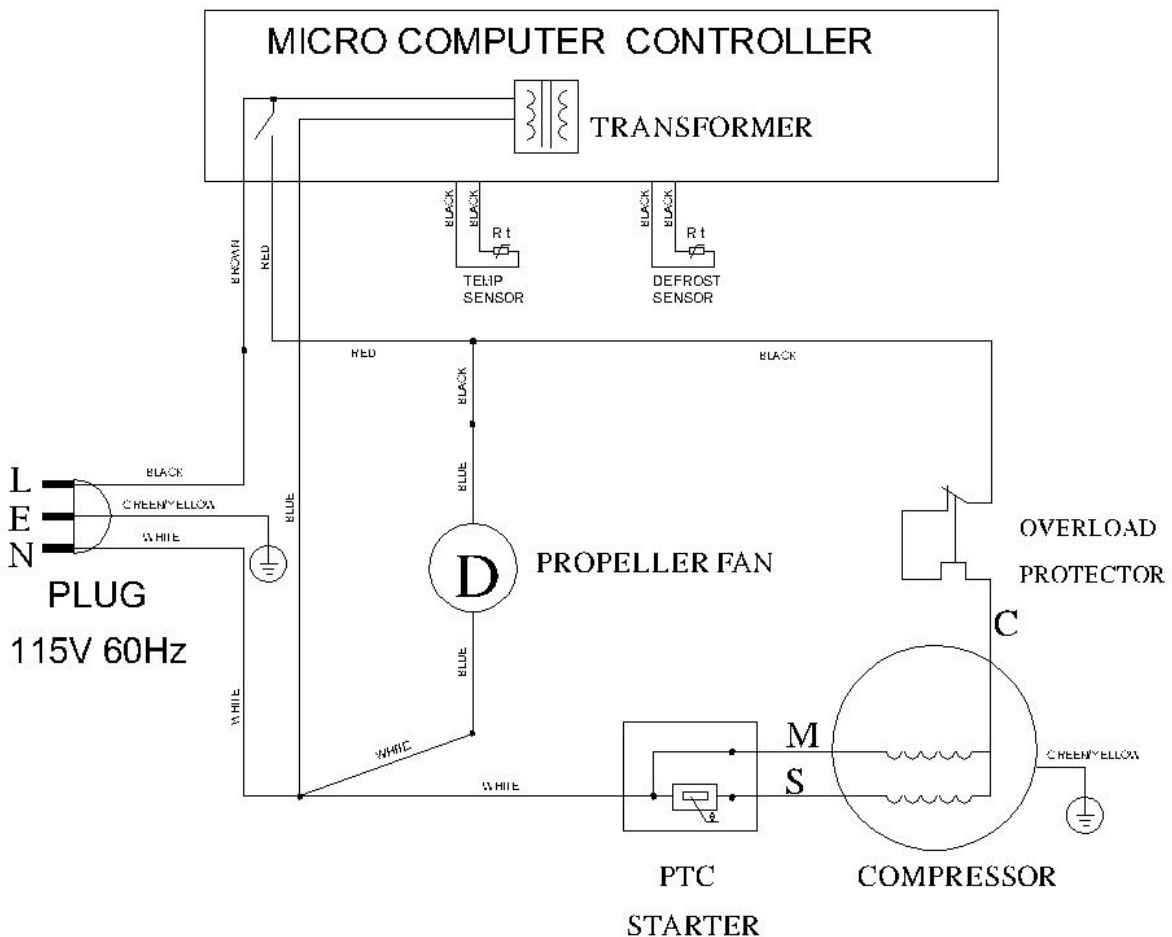 MICRO COMPUTER CONTROLLER
TRANSFORMER
BLACK
BLACK
BLACK
BLACK
Rt
Rt
BROWN
RED
TEMP
SENSOR
DEFROST
SENSOR
RED
BLACK
BLACK
L
BLACK
BLUE
BLUE
E
GREEN/YELLOW
N
WHITE
D
PROPELLER FAN
OVERLOAD
PROTECTOR
PLUG
115V 60Hz
C
BLUE
WHITE
WHITE
M
GREEN/YELLOW
WHITE
S
θ
PTC
STARTER
COMPRESSOR